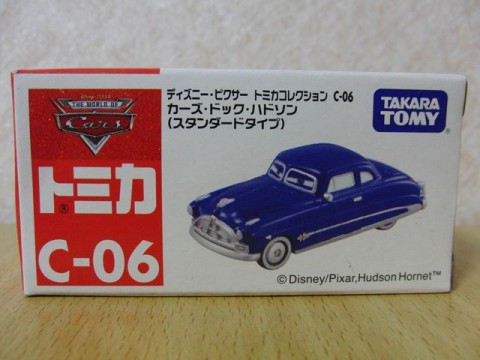 Disney·PIXAR
THE WORLD OF
Cars
トミカ
®
C-06
ディズニー・ピクサー トミカコレクション C-06
カーズ・ドック・ハドソン
(スタンダードタイプ)
TAKARA
TOMY
©Disney/Pixar,Hudson Hornet™